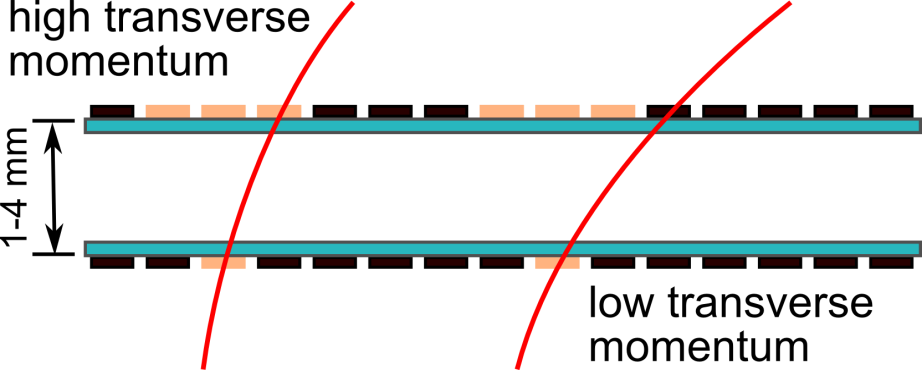 high transverse
momentum
1-4 mm
low transverse
momentum